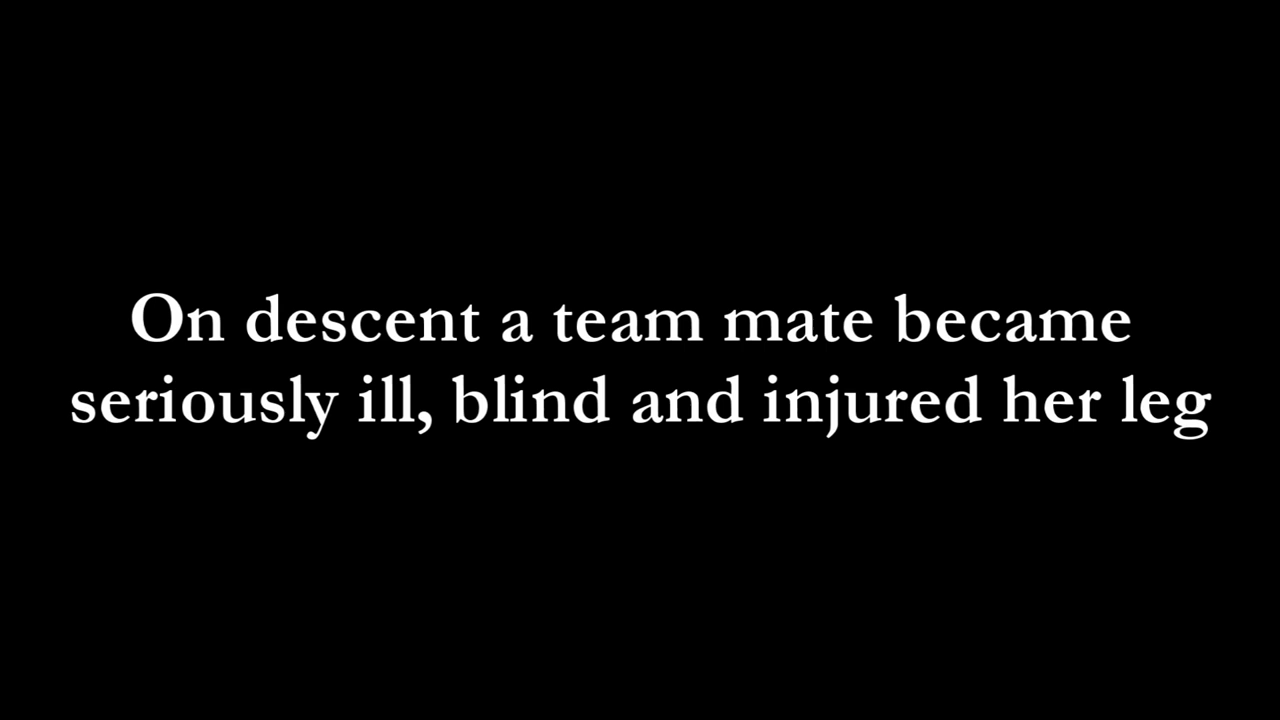 On descent a team mate became
seriously ill, blind and injured her leg